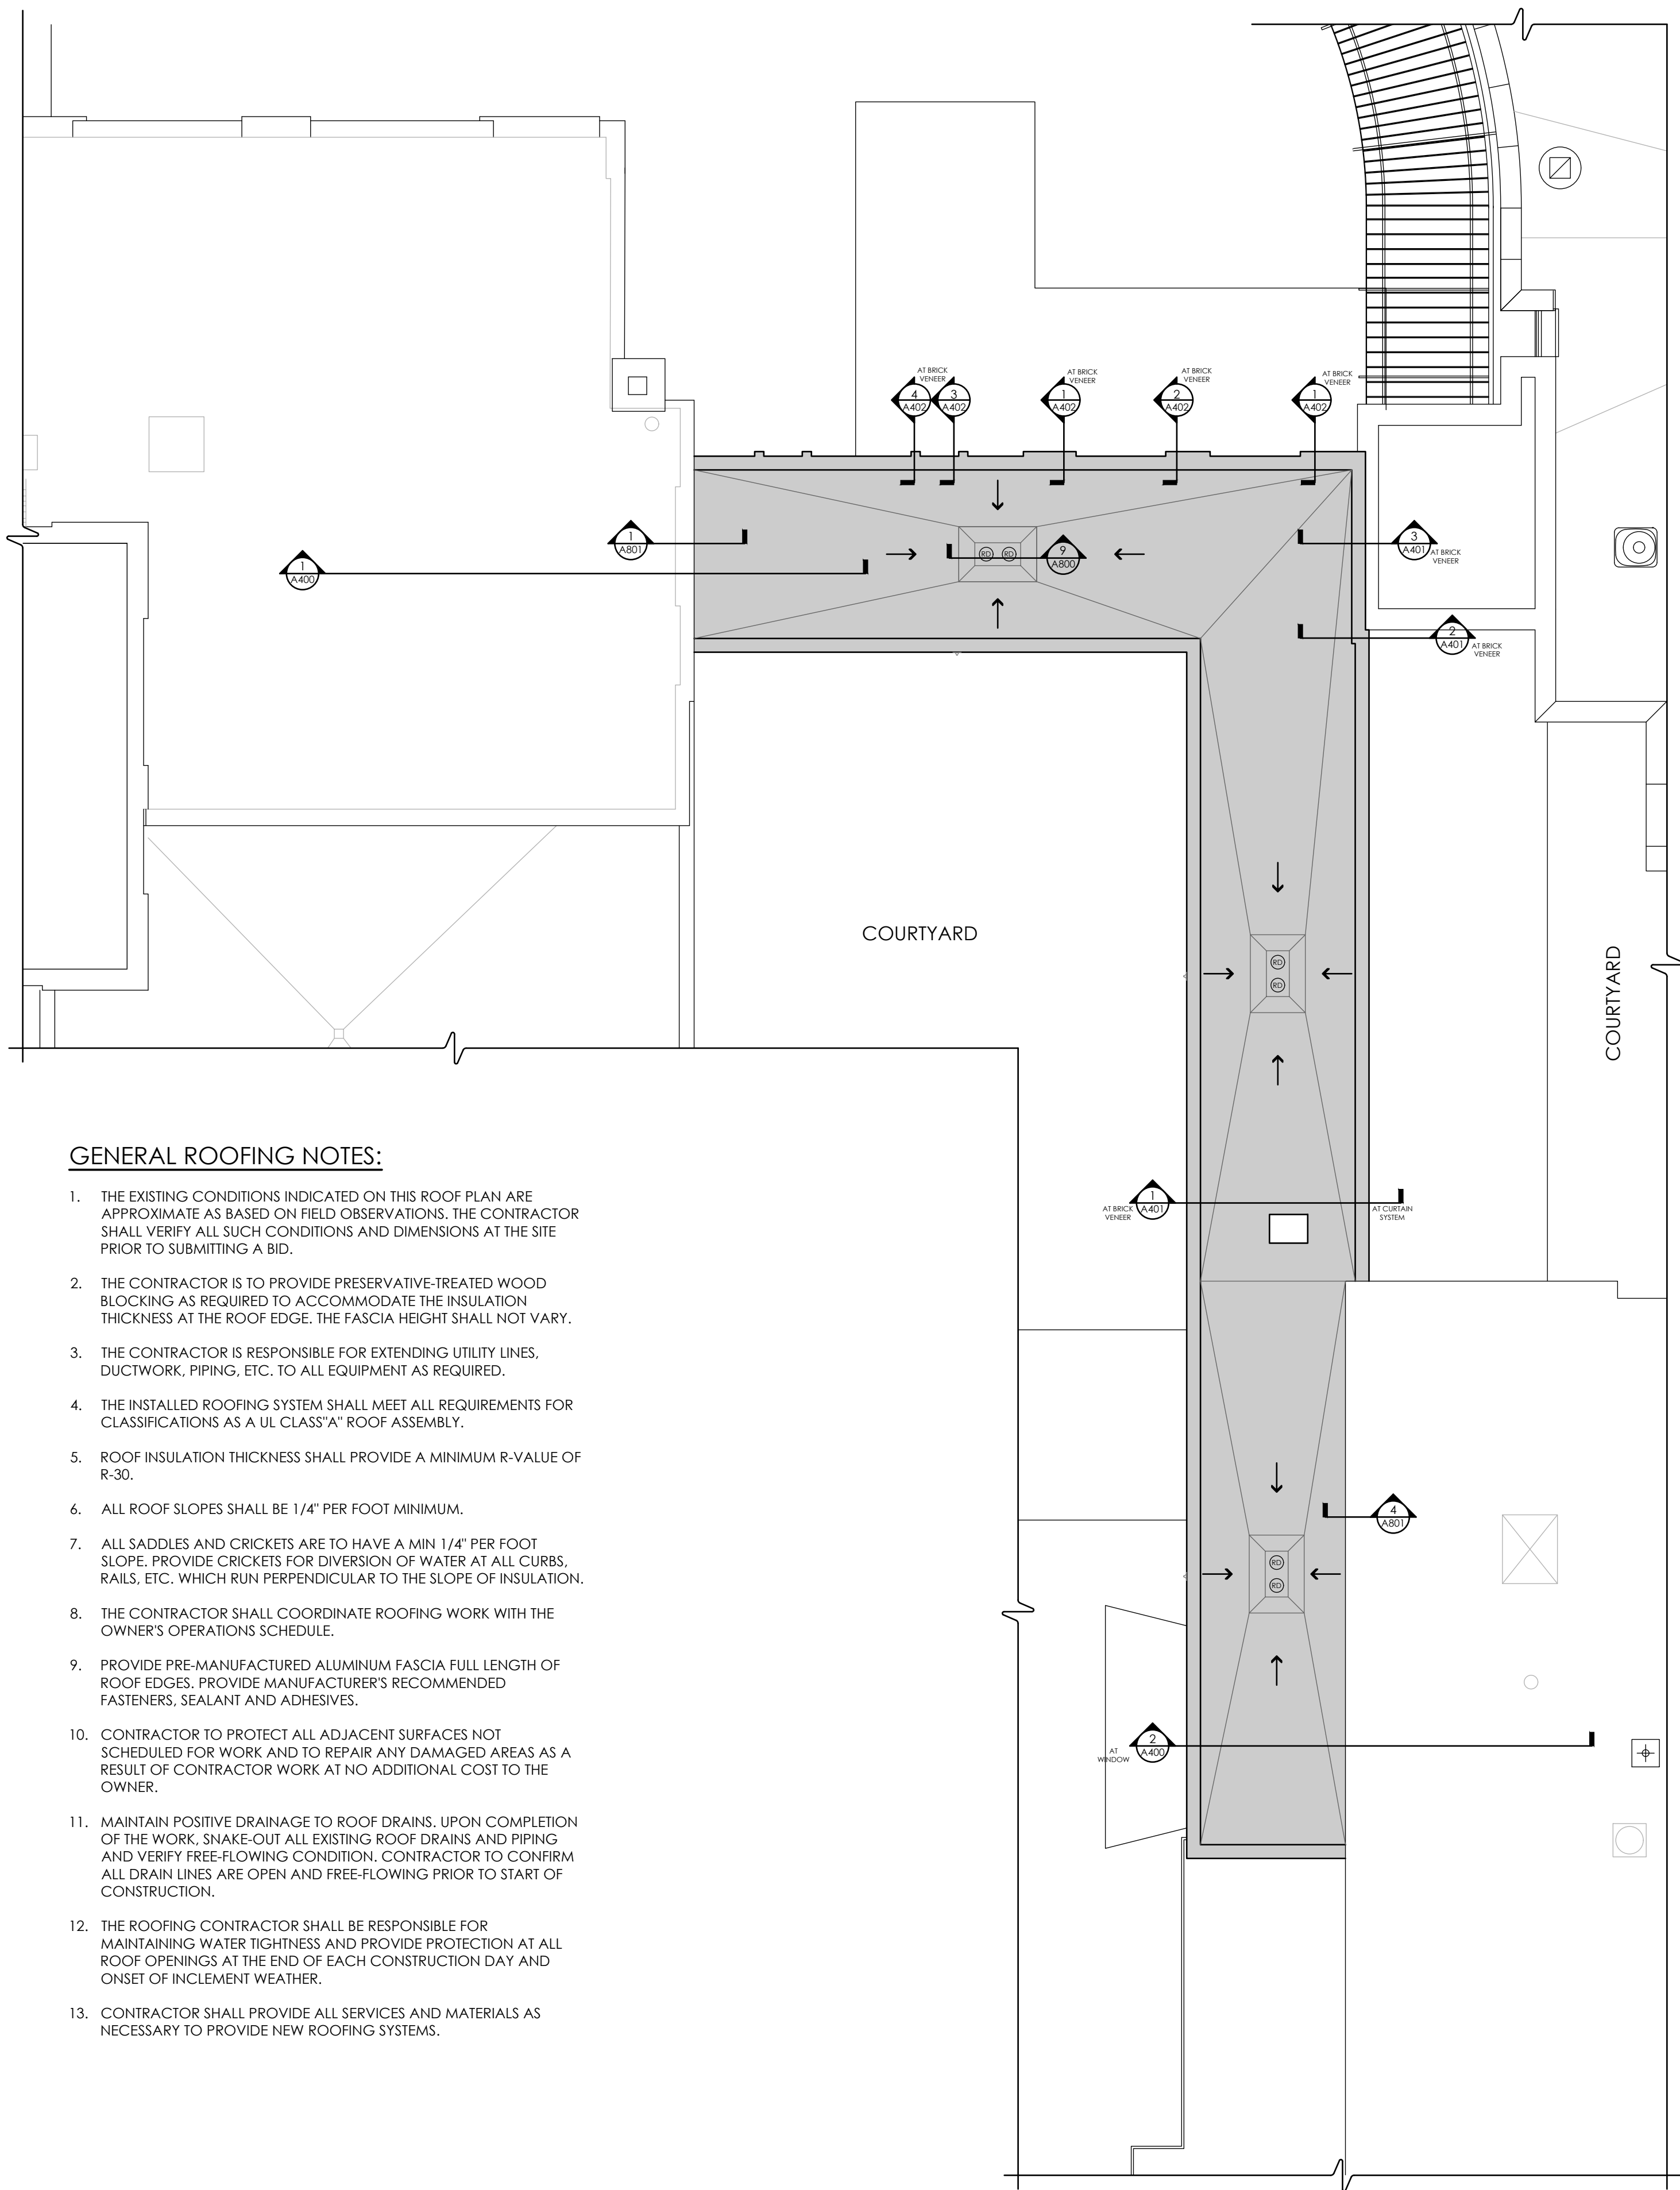 AT BRICK
VENEER
4
A402
3
A402
AT BRICK
VENEER
1
A402
AT BRICK
VENEER
2
A402
AT BRICK
VENEER
1
A402
1
A801
1
A400
RD
RD
9
A800
3
A401
AT BRICK
VENEER
2
A401
AT BRICK
VENEER
COURTYARD
RD
RD
COURTYARD
GENERAL ROOFING NOTES:
1. THE EXISTING CONDITIONS INDICATED ON THIS ROOF PLAN ARE
APPROXIMATE AS BASED ON FIELD OBSERVATIONS. THE CONTRACTOR
SHALL VERIFY ALL SUCH CONDITIONS AND DIMENSIONS AT THE SITE
PRIOR TO SUBMITTING A BID.
2. THE CONTRACTOR IS TO PROVIDE PRESERVATIVE-TREATED WOOD
BLOCKING AS REQUIRED TO ACCOMMODATE THE INSULATION
THICKNESS AT THE ROOF EDGE. THE FASCIA HEIGHT SHALL NOT VARY.
3. THE CONTRACTOR IS RESPONSIBLE FOR EXTENDING UTILITY LINES,
DUCTWORK, PIPING, ETC. TO ALL EQUIPMENT AS REQUIRED.
4. THE INSTALLED ROOFING SYSTEM SHALL MEET ALL REQUIREMENTS FOR
CLASSIFICATIONS AS A UL CLASS"A" ROOF ASSEMBLY.
5. ROOF INSULATION THICKNESS SHALL PROVIDE A MINIMUM R-VALUE OF
R-30.
6. ALL ROOF SLOPES SHALL BE 1/4" PER FOOT MINIMUM.
7. ALL SADDLES AND CRICKETS ARE TO HAVE A MIN 1/4" PER FOOT
SLOPE. PROVIDE CRICKETS FOR DIVERSION OF WATER AT ALL CURBS,
RAILS, ETC. WHICH RUN PERPENDICULAR TO THE SLOPE OF INSULATION.
8. THE CONTRACTOR SHALL COORDINATE ROOFING WORK WITH THE
OWNER'S OPERATIONS SCHEDULE.
9. PROVIDE PRE-MANUFACTURED ALUMINUM FASCIA FULL LENGTH OF
ROOF EDGES. PROVIDE MANUFACTURER'S RECOMMENDED
FASTENERS, SEALANT AND ADHESIVES.
10. CONTRACTOR TO PROTECT ALL ADJACENT SURFACES NOT
SCHEDULED FOR WORK AND TO REPAIR ANY DAMAGED AREAS AS A
RESULT OF CONTRACTOR WORK AT NO ADDITIONAL COST TO THE
OWNER.
11. MAINTAIN POSITIVE DRAINAGE TO ROOF DRAINS. UPON COMPLETION
OF THE WORK, SNAKE-OUT ALL EXISTING ROOF DRAINS AND PIPING
AND VERIFY FREE-FLOWING CONDITION. CONTRACTOR TO CONFIRM
ALL DRAIN LINES ARE OPEN AND FREE-FLOWING PRIOR TO START OF
CONSTRUCTION.
12. THE ROOFING CONTRACTOR SHALL BE RESPONSIBLE FOR
MAINTAINING WATER TIGHTNESS AND PROVIDE PROTECTION AT ALL
ROOF OPENINGS AT THE END OF EACH CONSTRUCTION DAY AND
ONSET OF INCLEMENT WEATHER.
13. CONTRACTOR SHALL PROVIDE ALL SERVICES AND MATERIALS AS
NECESSARY TO PROVIDE NEW ROOFING SYSTEMS.
AT BRICK
VENEER
1
A401
AT CURTAIN
SYSTEM
4
A801
RD
RD
AT
WINDOW
2
A400